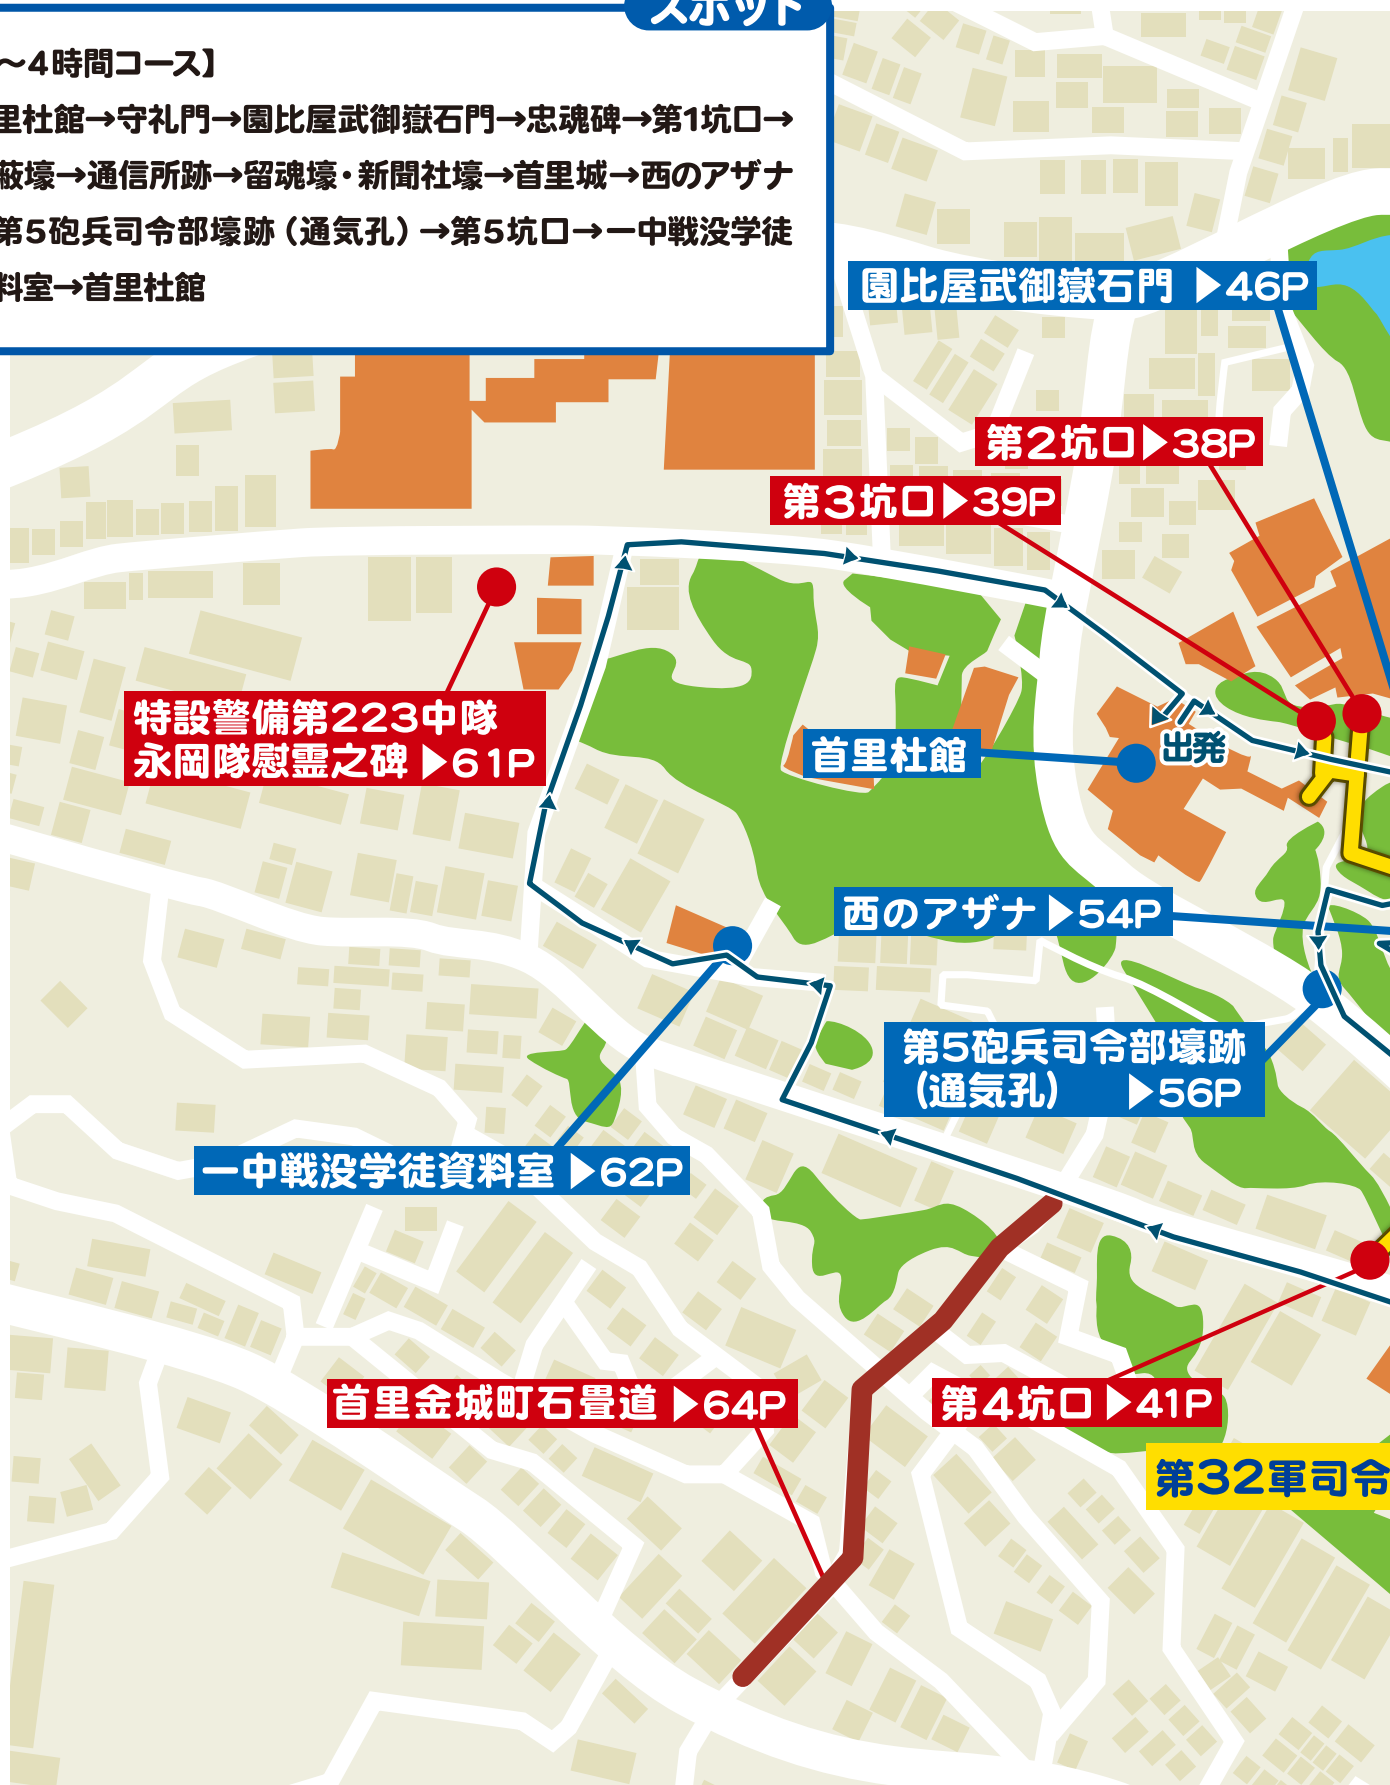 スポット
～4時間コース】
里杜館→守礼門→園比屋武御嶽石門→忠魂碑→第1坑口→
蔽壕→通信所跡→留魂壕・新聞社壕→首里城→西のアザナ
第5砲兵司令部壕跡（通気孔）→第5坑口→一中戦没学徒
料室→首里杜館
園比屋武御嶽石門 ▶46P
第2坑口▶38P
第3坑口▶39P
特設警備第223中隊
永岡隊慰霊之碑 ▶61P
首里杜館
出発
西のアザナ ▶54P
第5砲兵司令部壕跡
(通気孔) ▶56P
一中戦没学徒資料室 ▶62P
首里金城町石畳道 ▶64P
第4坑口 ▶41P
第32軍司令